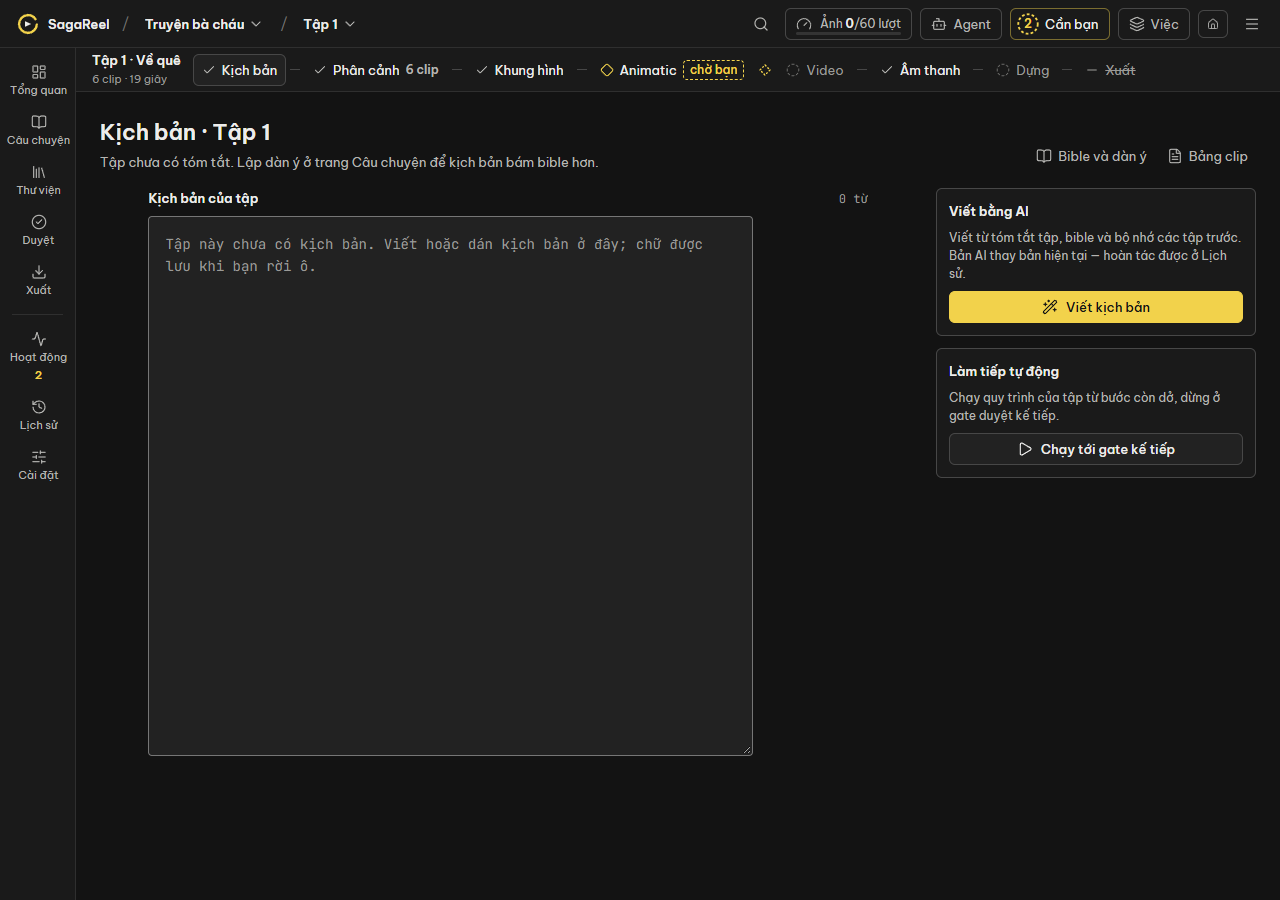 SagaReel / Truyện bà cháu / Tập 1
Ảnh 0/60 lượt
Agent
2 Cần bạn
Việc
Tập 1 · Về quê
6 clip · 19 giây
Kịch bản
Phân cảnh 6 clip
Khung hình
Animatic chờ bạn
Video
Âm thanh
Dựng
Xuất
Tổng quan
Câu chuyện
Thư viện
Duyệt
Xuất
Hoạt động
2
Lịch sử
Cài đặt
Kịch bản · Tập 1
Tập chưa có tóm tắt. Lập dàn ý ở trang Câu chuyện để kịch bản bám bible hơn.
Bible và dàn ý
Bảng clip
Kịch bản của tập
0 từ
Tập này chưa có kịch bản. Viết hoặc dán kịch bản ở đây; chữ được
lưu khi bạn rời ô.
Viết bằng AI
Viết từ tóm tắt tập, bible và bộ nhớ các tập trước.
Bản AI thay bản hiện tại — hoàn tác được ở Lịch
sử.
Viết kịch bản
Làm tiếp tự động
Chạy quy trình của tập từ bước còn dở, dừng ở
gate duyệt kế tiếp.
Chạy tới gate kế tiếp